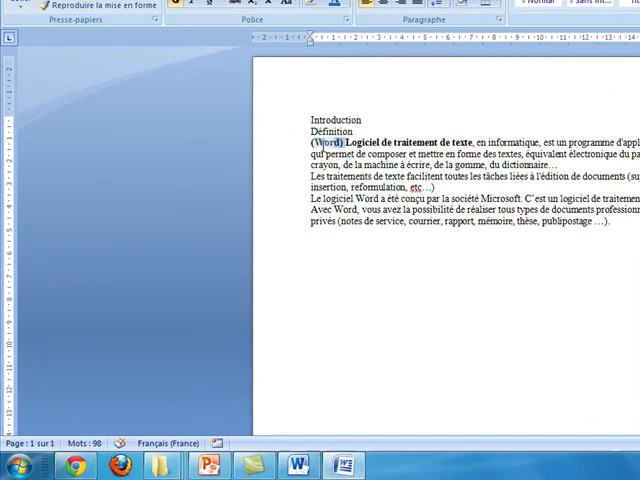 Reproduire la mise en forme
Presse-papiers
Police
Paragraphe
Normal
Introduction
Définition
(Word) Logiciel de traitement de texte, en informatique, est un programme d'appl
qui permet de composer et mettre en forme des textes, équivalent électronique du pa
crayon, de la machine à écrire, de la gomme, du dictionnaire…
Les traitements de texte facilitent toutes les tâches liées à l'édition de documents (su
insertion, reformulation, etc…)
Le logiciel Word a été conçu par la société Microsoft. C'est un logiciel de traitemen
Avec Word, vous avez la possibilité de réaliser tous types de documents profession
privés (notes de service, courrier, rapport, mémoire, thèse, publipostage …).
Page : 1 sur 1 Mots : 98 Français (France)